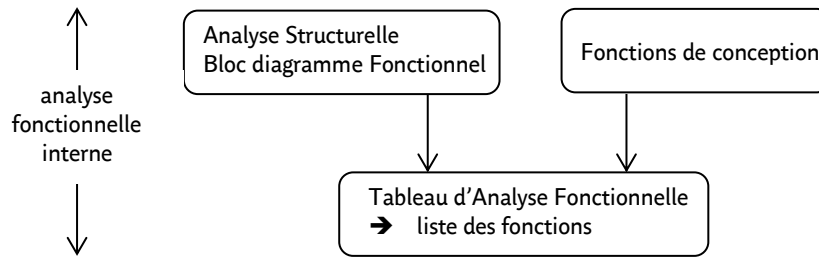 analyse
fonctionnelle
interne
Analyse Structurelle
Bloc diagramme Fonctionnel
Fonctions de conception
Tableau d’Analyse Fonctionnelle
➔ liste des fonctions